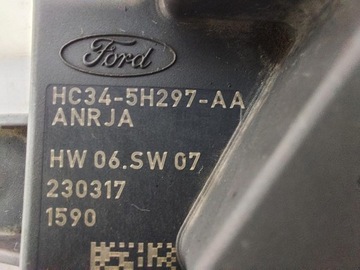 Ford
HC34-5H297-AA
ANRJA
HW 06.SW 07
230317
1590